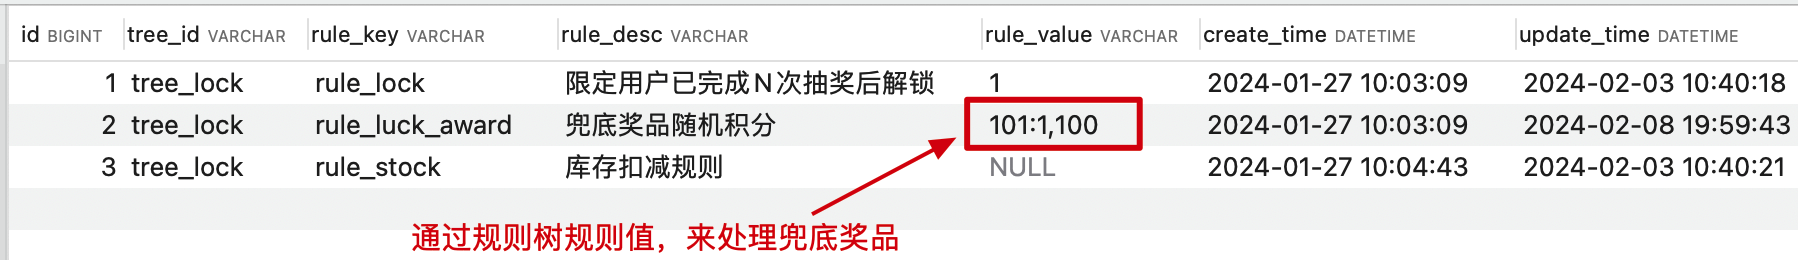 id BIGINT tree_id VARCHAR rule_key VARCHAR rule_desc VARCHAR rule_value VARCHAR create_time DATETIME update_time DATETIME
1 tree_lock rule_lock 限定用户已完成N次抽奖后解锁 1 2024-01-27 10:03:09 2024-02-03 10:40:18
2 tree_lock rule_luck_award 兜底奖品随机积分 101:1,100 2024-01-27 10:03:09 2024-02-08 19:59:43
3 tree_lock rule_stock 库存扣减规则 NULL 2024-01-27 10:04:43 2024-02-03 10:40:21
通过规则树规则值，来处理兜底奖品